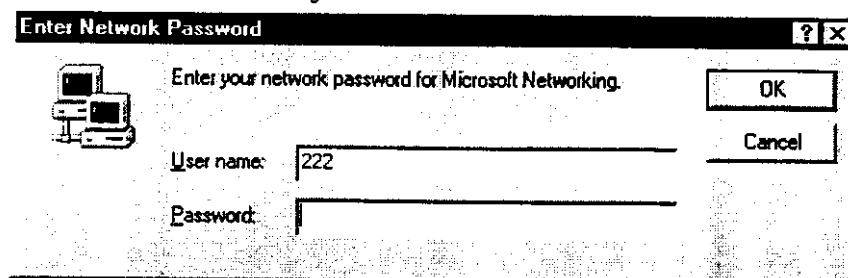 Enter Network Password
? X
Enter your network password for Microsoft Networking.
OK
Cancel
User name: 222
Password: